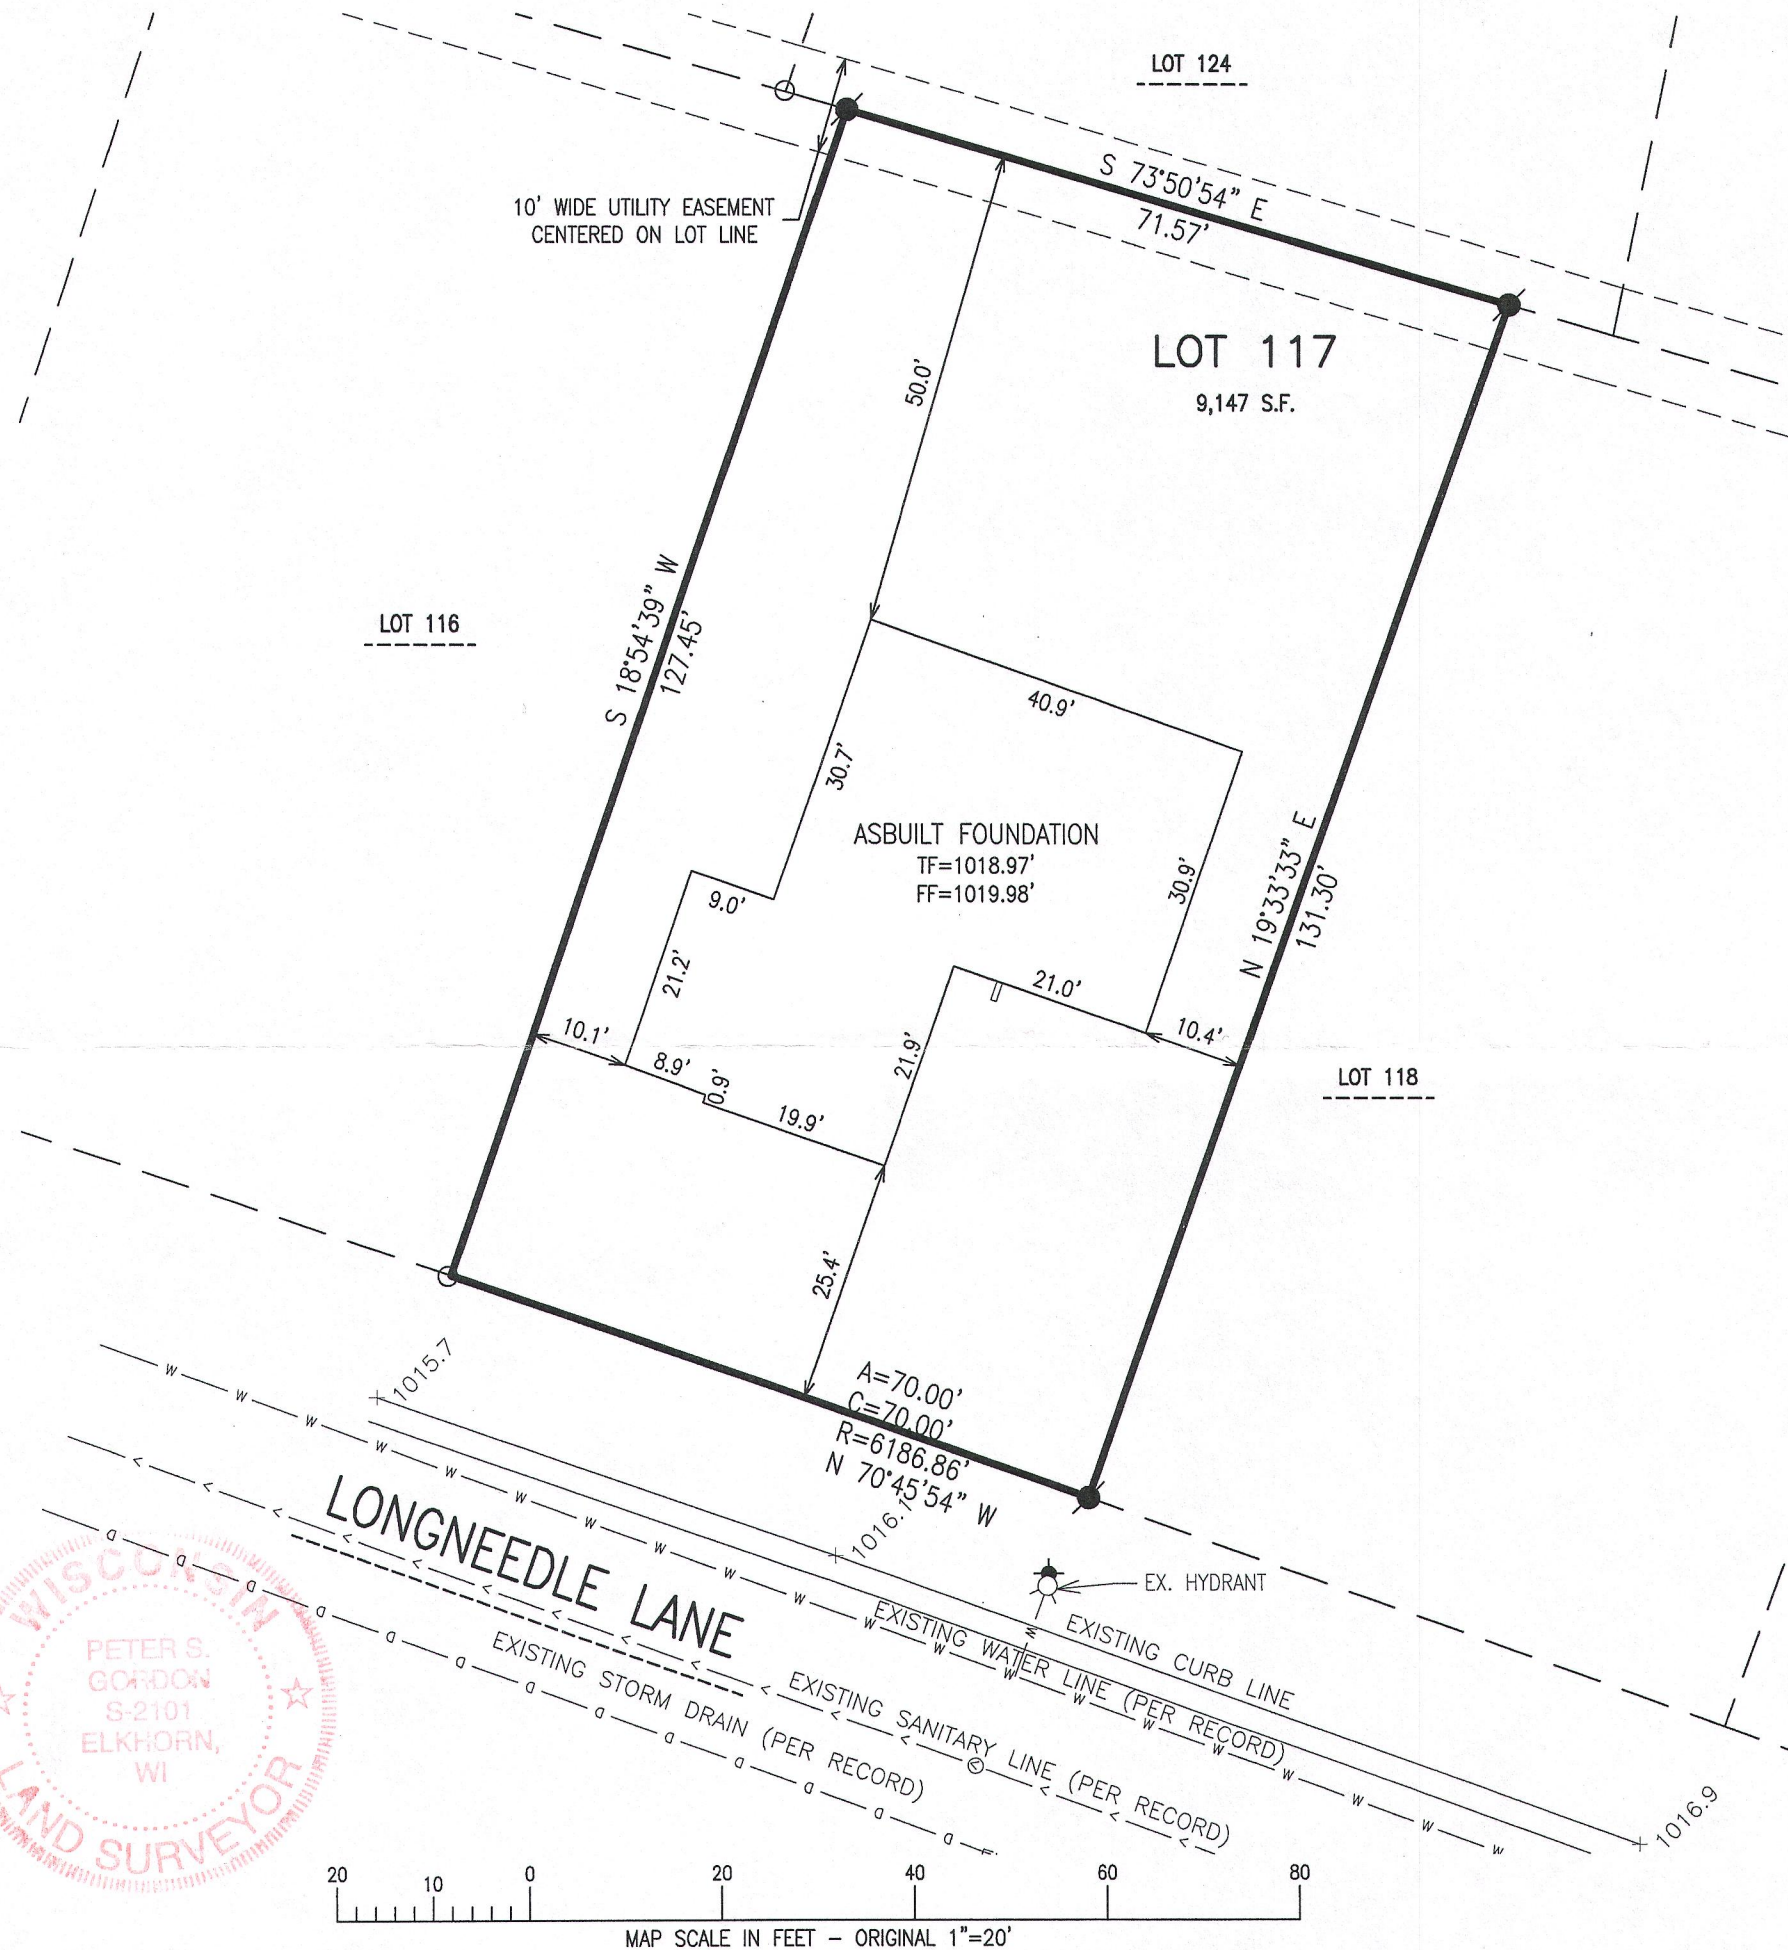 LOT 124
S 73°50'54" E
71.57'
10' WIDE UTILITY EASEMENT
CENTERED ON LOT LINE
LOT 117
9,147 S.F.
50.0'
S 18°54'39" W
127.45'
LOT 116
40.9'
30.7'
ASBUILT FOUNDATION
TF=1018.97'
FF=1019.98'
30.9'
N 19°33'33" E
131.30'
9.0'
21.2'
21.0'
10.1'
10.4'
21.9'
8.9'
0.9'
19.9'
LOT 118
25.4'
1015.7
A=70.00'
C=70.00'
R=6186.86'
N 70°45'54" W
1016.1
LONGNEEDLE LANE
EX. HYDRANT
EXISTING CURB LINE
EXISTING WATER LINE (PER RECORD)
EXISTING SANITARY LINE (PER RECORD)
EXISTING STORM DRAIN (PER RECORD)
1016.9
WISCONSIN
PETER S.
GORDON
S-2101
ELKHORN,
WI
LAND SURVEYOR
20 10 0 20 40 60 80
MAP SCALE IN FEET – ORIGINAL 1"=20'